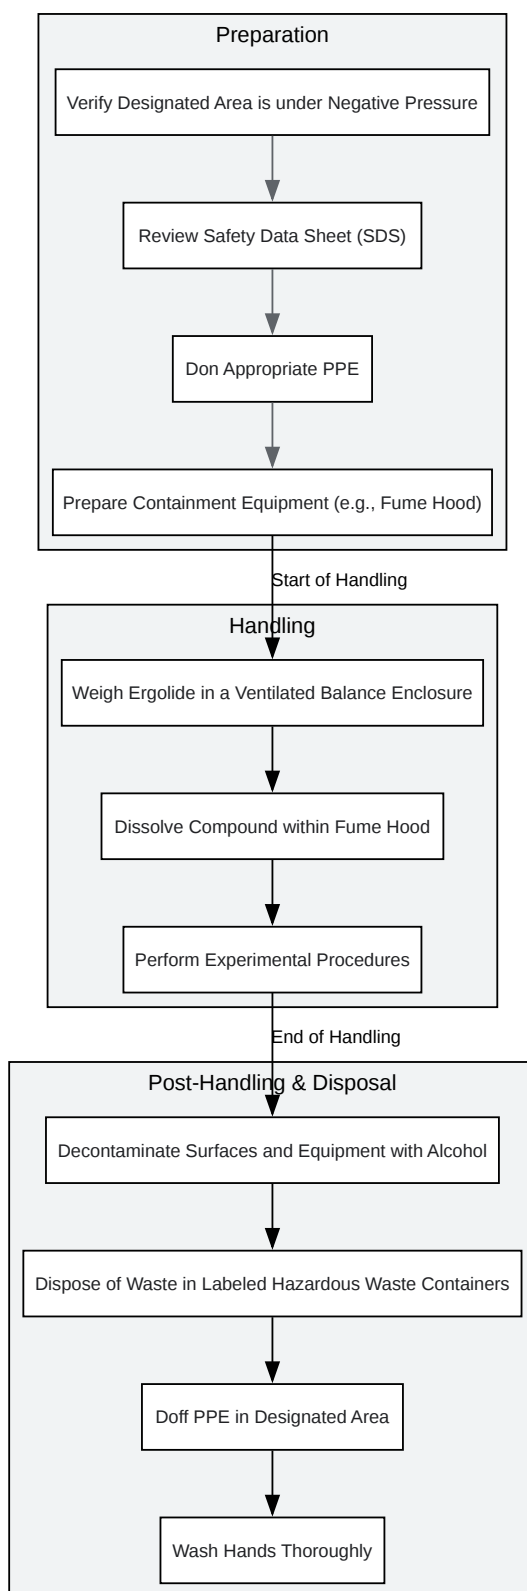 Preparation
Verify Designated Area is under Negative Pressure
Review Safety Data Sheet (SDS)
Don Appropriate PPE
Prepare Containment Equipment (e.g., Fume Hood)
Start of Handling
Handling
Weigh Ergolide in a Ventilated Balance Enclosure
Dissolve Compound within Fume Hood
Perform Experimental Procedures
End of Handling
Post-Handling & Disposal
Decontaminate Surfaces and Equipment with Alcohol
Dispose of Waste in Labeled Hazardous Waste Containers
Doff PPE in Designated Area
Wash Hands Thoroughly